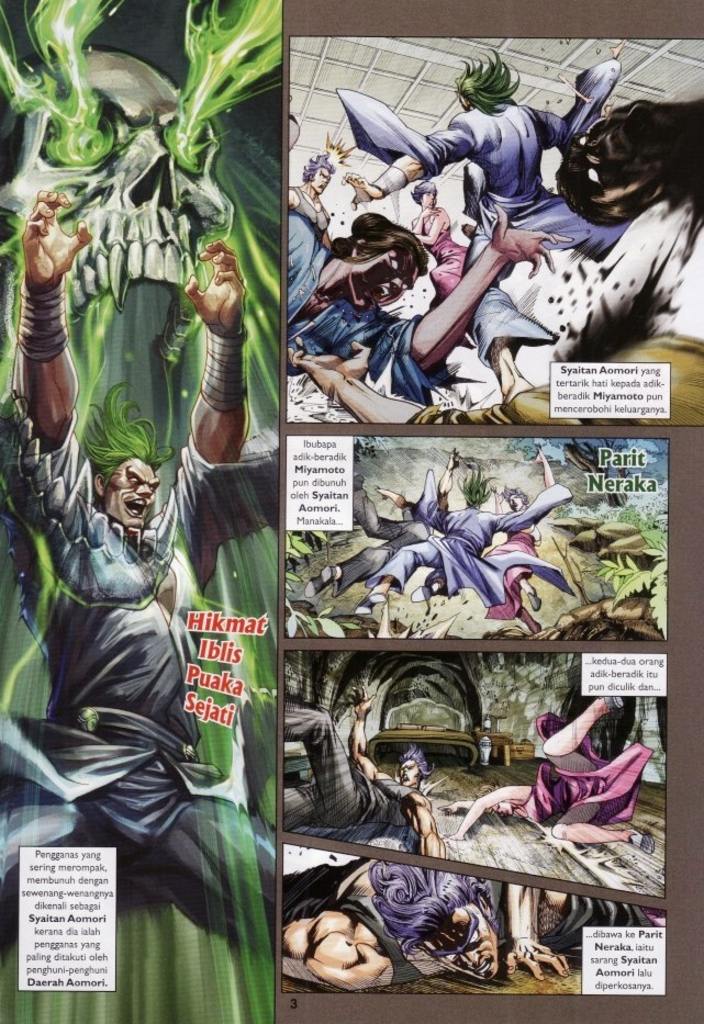 Hikmat
Iblis
Puaka
Sejati
Pengganas yang
sering merompak,
membunuh dengan
sewenang-wenangnya
dikenali sebagai
Syaitan Aomori
kerana dia ialah
pengganas yang
paling ditakuti oleh
penghuni-penghuni
Daerah Aomori.
Syaitan Aomori yang
tertarik hati kepada adik-
beradik Miyamoto pun
mencerobohi keluarganya.
Ibubapa
adik-beradik
Miyamoto
pun dibunuh
oleh Syaitan
Aomori.
Manakala...
Parit
Neraka
...kedua-dua orang
adik-beradik itu
pun diculik dan...
...dibawa ke Parit
Neraka, iaitu
sarang Syaitan
Aomori lalu
diperkosanya.
3